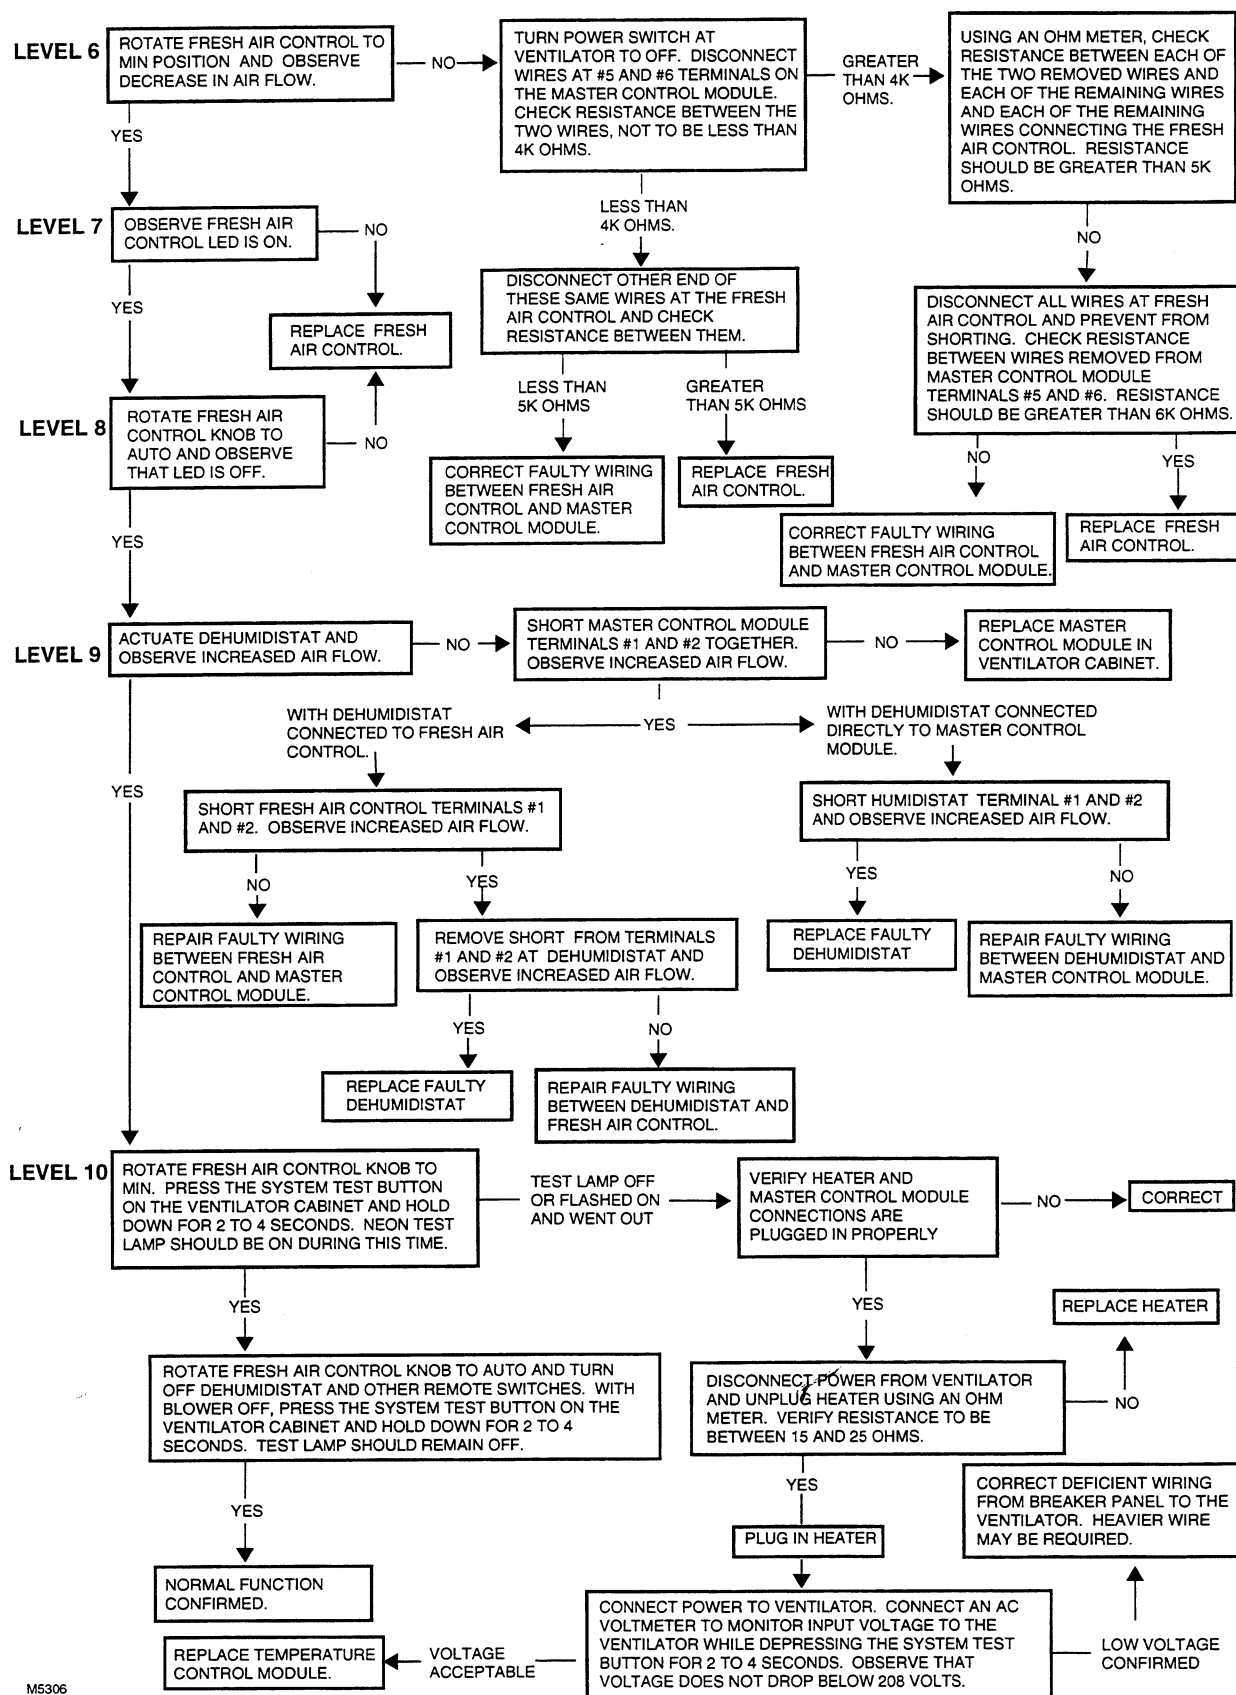 LEVEL 6
ROTATE FRESH AIR CONTROL TO
MIN POSITION AND OBSERVE
DECREASE IN AIR FLOW.
NO
TURN POWER SWITCH AT
VENTILATOR TO OFF. DISCONNECT
WIRES AT #5 AND #6 TERMINALS ON
THE MASTER CONTROL MODULE.
CHECK RESISTANCE BETWEEN THE
TWO WIRES, NOT TO BE LESS THAN
4K OHMS.
GREATER
THAN 4K
OHMS.
USING AN OHM METER, CHECK
RESISTANCE BETWEEN EACH OF
THE TWO REMOVED WIRES AND
EACH OF THE REMAINING WIRES
AND EACH OF THE REMAINING
WIRES CONNECTING THE FRESH
AIR CONTROL. RESISTANCE
SHOULD BE GREATER THAN 5K
OHMS.
YES
LESS THAN
4K OHMS.
NO
LEVEL 7
OBSERVE FRESH AIR
CONTROL LED IS ON.
NO
YES
REPLACE FRESH
AIR CONTROL.
DISCONNECT OTHER END OF
THESE SAME WIRES AT THE FRESH
AIR CONTROL AND CHECK
RESISTANCE BETWEEN THEM.
DISCONNECT ALL WIRES AT FRESH
AIR CONTROL AND PREVENT FROM
SHORTING. CHECK RESISTANCE
BETWEEN WIRES REMOVED FROM
MASTER CONTROL MODULE
TERMINALS #5 AND #6. RESISTANCE
SHOULD BE GREATER THAN 6K OHMS.
LESS THAN
5K OHMS
GREATER
THAN 5K OHMS
LEVEL 8
ROTATE FRESH AIR
CONTROL KNOB TO
AUTO AND OBSERVE
THAT LED IS OFF.
NO
CORRECT FAULTY WIRING
BETWEEN FRESH AIR
CONTROL AND MASTER
CONTROL MODULE.
REPLACE FRESH
AIR CONTROL.
NO
YES
CORRECT FAULTY WIRING
BETWEEN FRESH AIR CONTROL
AND MASTER CONTROL MODULE.
REPLACE FRESH
AIR CONTROL.
YES
LEVEL 9
ACTUATE DEHUMIDISTAT AND
OBSERVE INCREASED AIR FLOW.
NO
SHORT MASTER CONTROL MODULE
TERMINALS #1 AND #2 TOGETHER.
OBSERVE INCREASED AIR FLOW.
NO
REPLACE MASTER
CONTROL MODULE IN
VENTILATOR CABINET.
WITH DEHUMIDISTAT
CONNECTED TO FRESH AIR
CONTROL.
YES
WITH DEHUMIDISTAT CONNECTED
DIRECTLY TO MASTER CONTROL
MODULE.
YES
SHORT FRESH AIR CONTROL TERMINALS #1
AND #2. OBSERVE INCREASED AIR FLOW.
SHORT HUMIDISTAT TERMINAL #1 AND #2
AND OBSERVE INCREASED AIR FLOW.
NO
YES
YES
NO
REPAIR FAULTY WIRING
BETWEEN FRESH AIR
CONTROL AND MASTER
CONTROL MODULE.
REMOVE SHORT FROM TERMINALS
#1 AND #2 AT DEHUMIDISTAT AND
OBSERVE INCREASED AIR FLOW.
REPLACE FAULTY
DEHUMIDISTAT
REPAIR FAULTY WIRING
BETWEEN DEHUMIDISTAT AND
MASTER CONTROL MODULE.
YES
NO
REPLACE FAULTY
DEHUMIDISTAT
REPAIR FAULTY WIRING
BETWEEN DEHUMIDISTAT AND
FRESH AIR CONTROL.
LEVEL 10
ROTATE FRESH AIR CONTROL KNOB TO
MIN. PRESS THE SYSTEM TEST BUTTON
ON THE VENTILATOR CABINET AND HOLD
DOWN FOR 2 TO 4 SECONDS. NEON TEST
LAMP SHOULD BE ON DURING THIS TIME.
TEST LAMP OFF
OR FLASHED ON
AND WENT OUT
VERIFY HEATER AND
MASTER CONTROL MODULE
CONNECTIONS ARE
PLUGGED IN PROPERLY
NO
CORRECT
YES
YES
REPLACE HEATER
ROTATE FRESH AIR CONTROL KNOB TO AUTO AND TURN
OFF DEHUMIDISTAT AND OTHER REMOTE SWITCHES. WITH
BLOWER OFF, PRESS THE SYSTEM TEST BUTTON ON THE
VENTILATOR CABINET AND HOLD DOWN FOR 2 TO 4
SECONDS. TEST LAMP SHOULD REMAIN OFF.
DISCONNECT POWER FROM VENTILATOR
AND UNPLUG HEATER USING AN OHM
METER. VERIFY RESISTANCE TO BE
BETWEEN 15 AND 25 OHMS.
NO
YES
YES
CORRECT DEFICIENT WIRING
FROM BREAKER PANEL TO THE
VENTILATOR. HEAVIER WIRE
MAY BE REQUIRED.
PLUG IN HEATER
NORMAL FUNCTION
CONFIRMED.
CONNECT POWER TO VENTILATOR. CONNECT AN AC
VOLTMETER TO MONITOR INPUT VOLTAGE TO THE
VENTILATOR WHILE DEPRESSING THE SYSTEM TEST
BUTTON FOR 2 TO 4 SECONDS. OBSERVE THAT
VOLTAGE DOES NOT DROP BELOW 208 VOLTS.
LOW VOLTAGE
CONFIRMED
REPLACE TEMPERATURE
CONTROL MODULE.
VOLTAGE
ACCEPTABLE
M5306